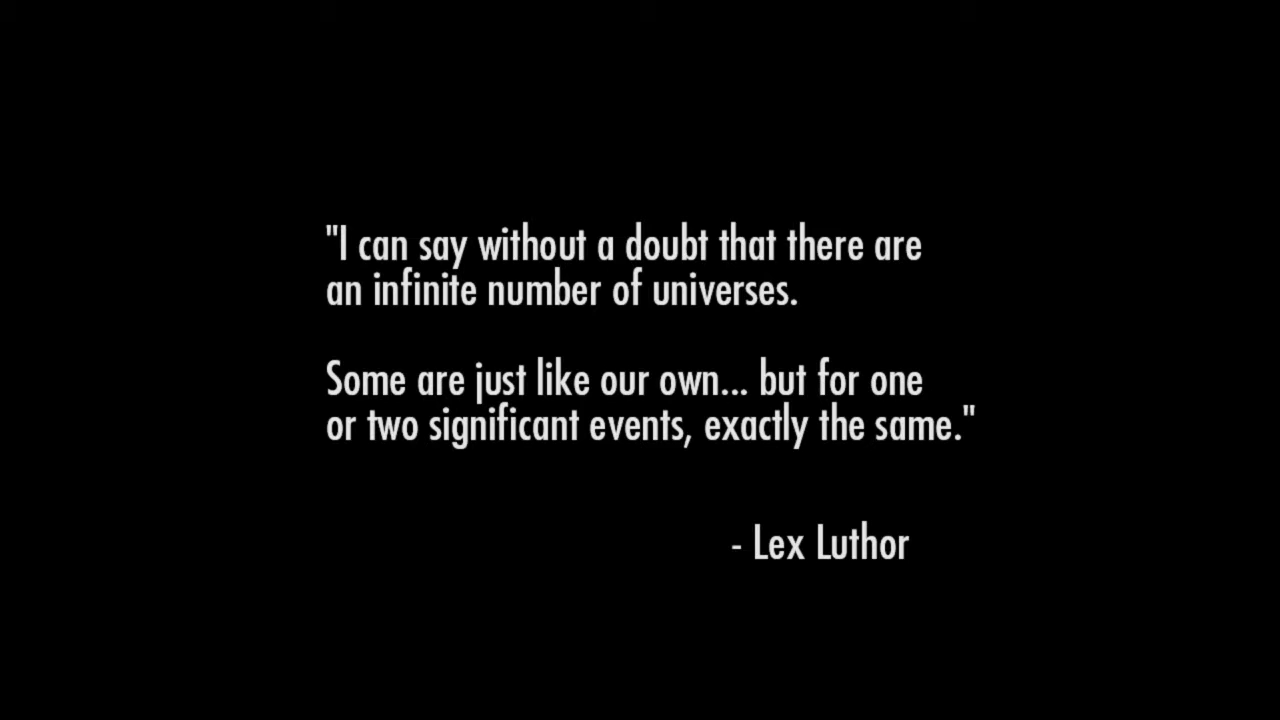 "I can say without a doubt that there are
an infinite number of universes.
Some are just like our own... but for one
or two significant events, exactly the same."
- Lex Luthor